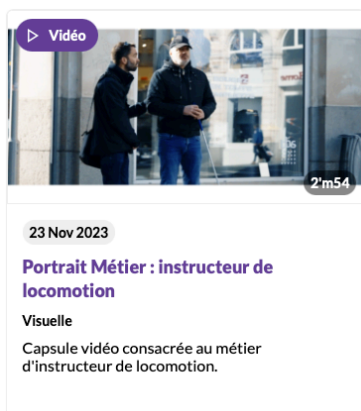 Vidéo
2'm54
23 Nov 2023
Portrait Métier : instructeur de
locomotion
Visuelle
Capsule vidéo consacrée au métier
d'instructeur de locomotion.